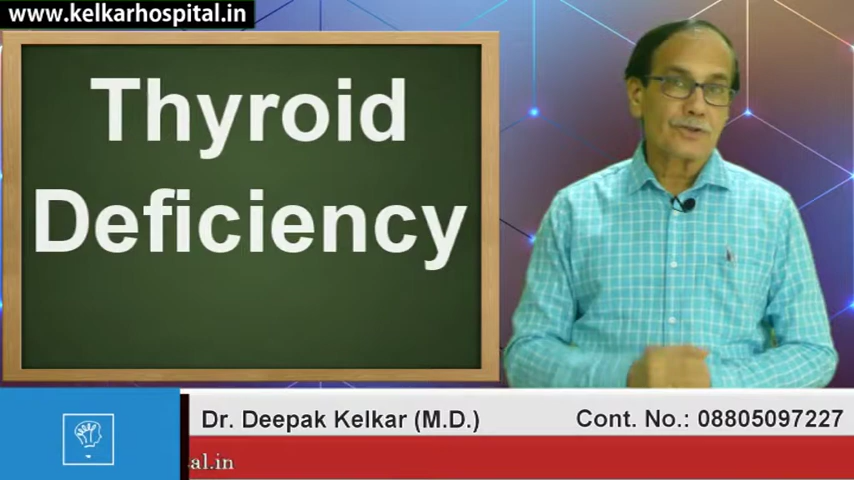 www.kelkarhospital.in
Thyroid
Deficiency
Dr. Deepak Kelkar (M.D.)
Cont. No.: 08805097227
al.in